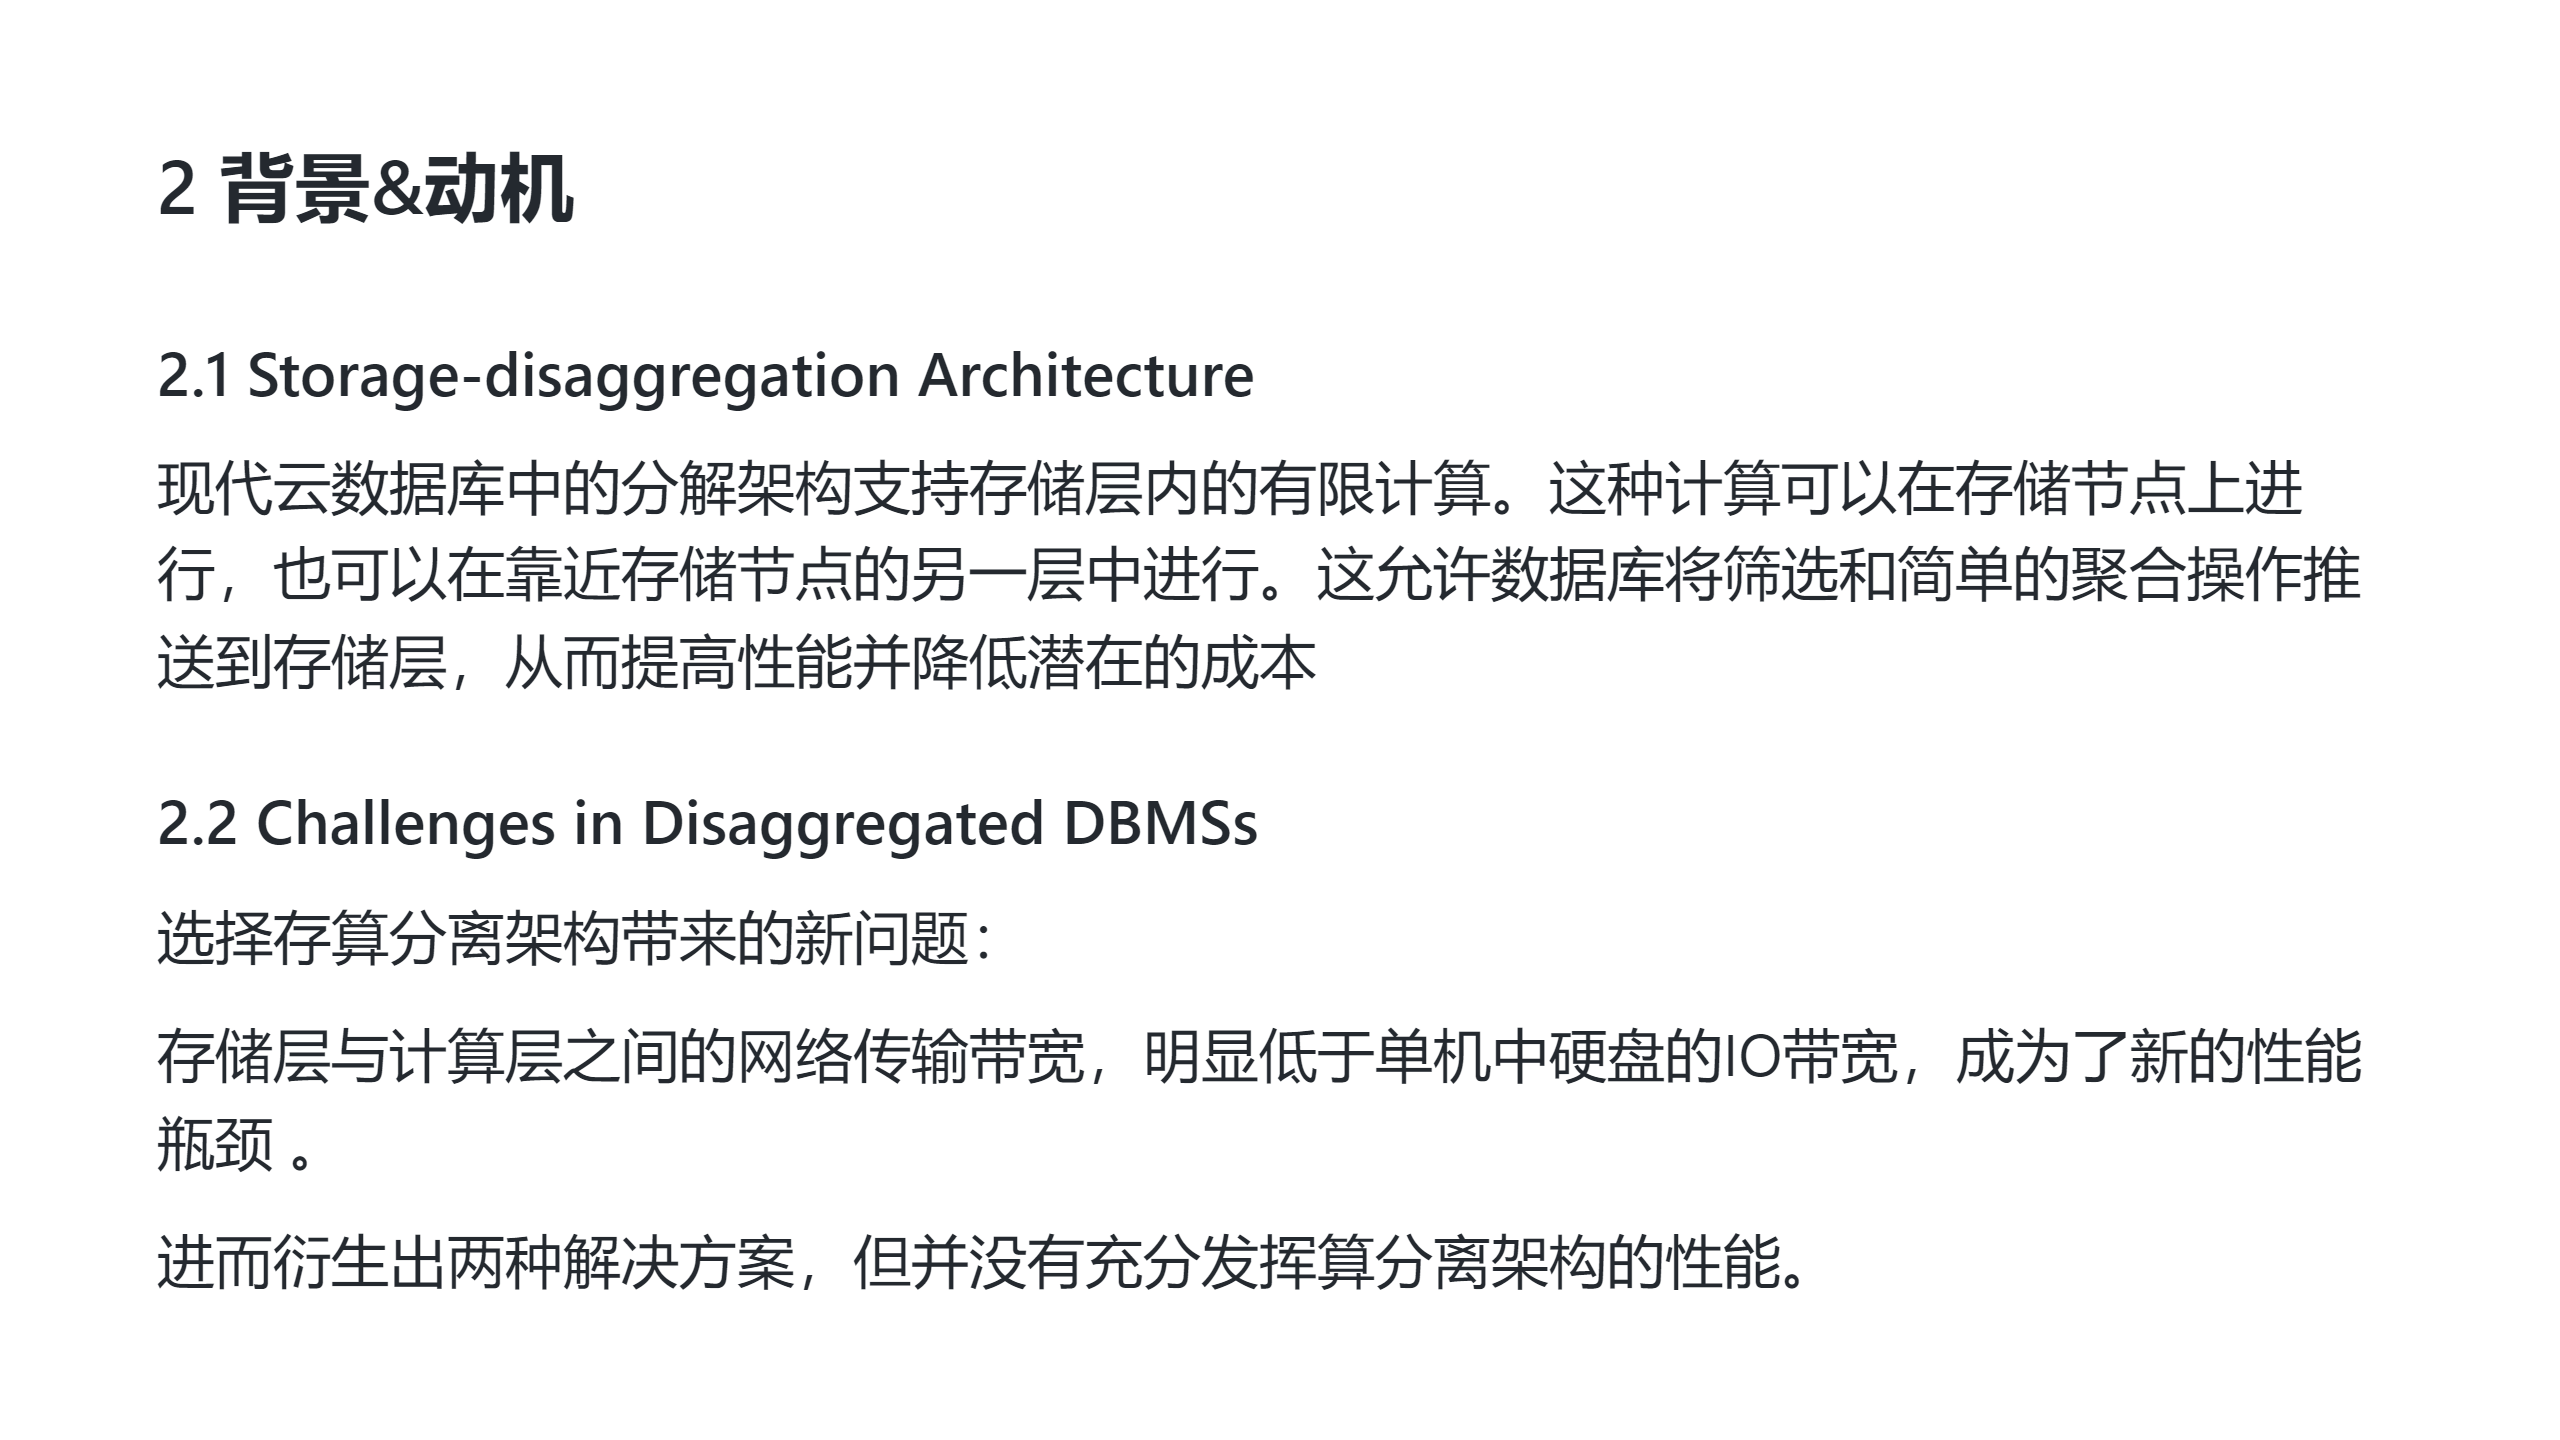 2 背景&动机
2.1 Storage-disaggregation Architecture
现代云数据库中的分解架构支持存储层内的有限计算。这种计算可以在存储节点上进
行，也可以在靠近存储节点的另一层中进行。这允许数据库将筛选和简单的聚合操作推
送到存储层，从而提高性能并降低潜在的成本
2.2 Challenges in Disaggregated DBMSs
选择存算分离架构带来的新问题：
存储层与计算层之间的网络传输带宽，明显低于单机中硬盘的IO带宽，成为了新的性能
瓶颈 。
进而衍生出两种解决方案，但并没有充分发挥算分离架构的性能。